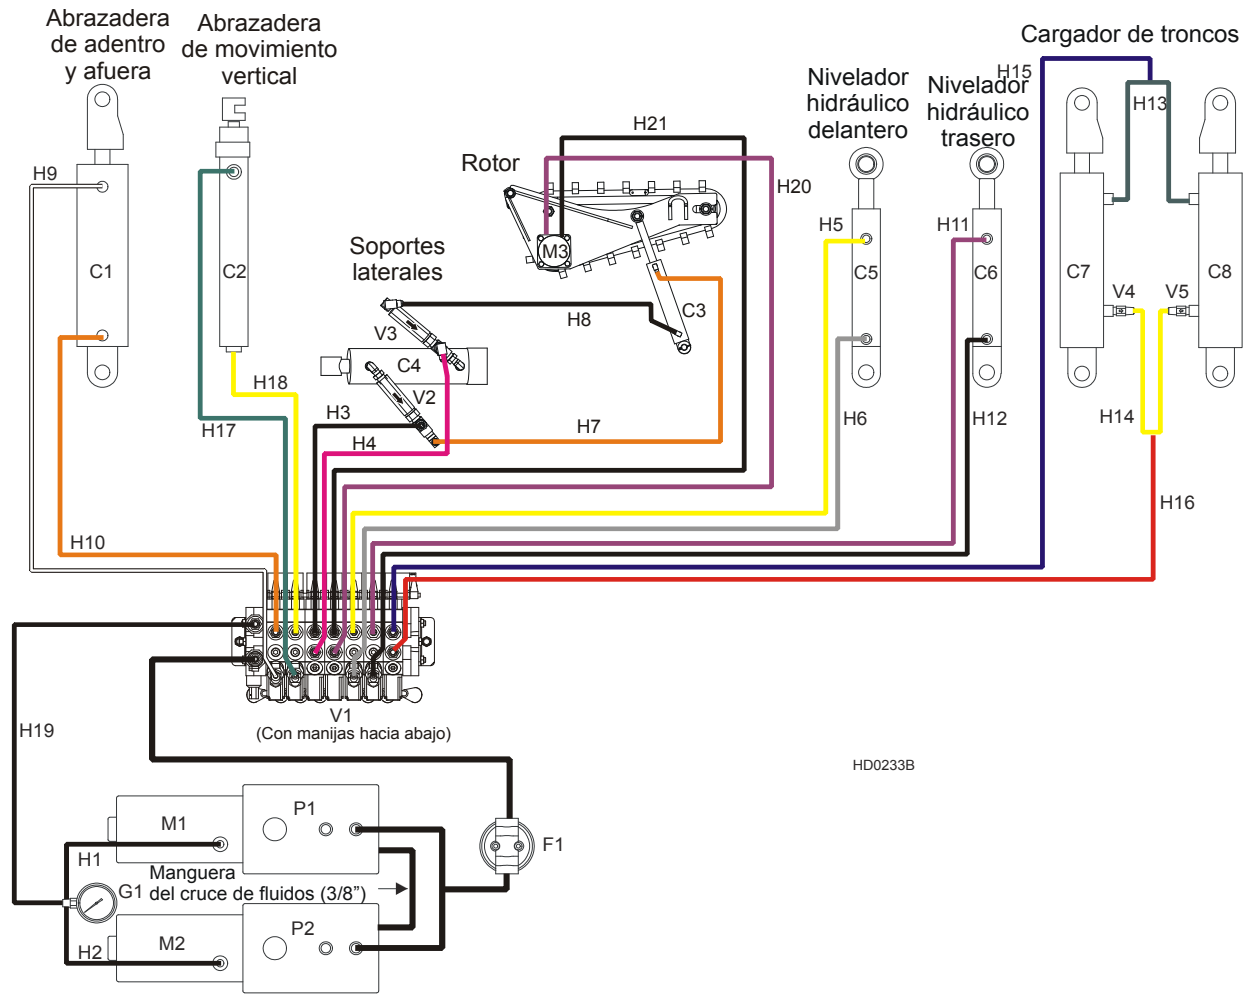 Abrazadera
de adentro
y afuera
Abrazadera
de movimiento
vertical
Cargador de troncos
Nivelador
hidráulico
delantero
Nivelador
hidráulico
trasero
Rotor
Soportes
laterales
H15
H13
H21
H20
H9
H5
H11
C1
C2
M3
C3
C5
C6
C7
C8
V4
V5
V3
H8
C4
V2
H18
H17
H3
H4
H7
H6
H12
H14
H10
H16
V1
(Con manijas hacia abajo)
H19
HD0233B
P1
M1
F1
H1
Manguera
del cruce de fluidos (3/8”)
G1
P2
M2
H2